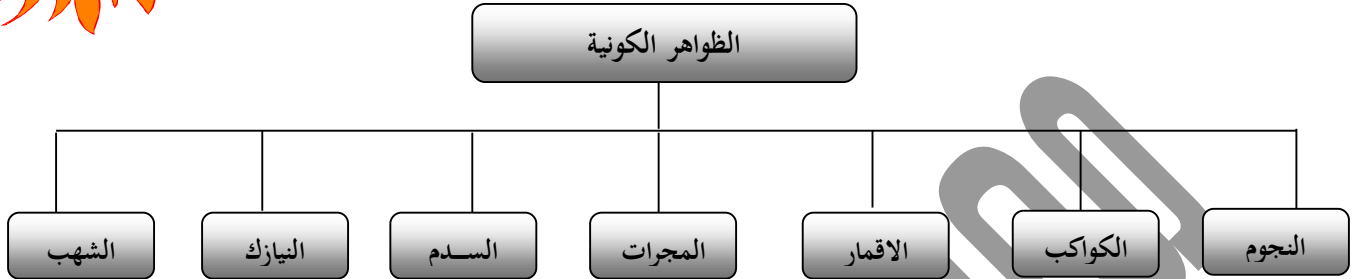 الظواهر الكونية
النجوم
الكواكب
الاقمار
المجرات
الســدم
النيازك
الشهب